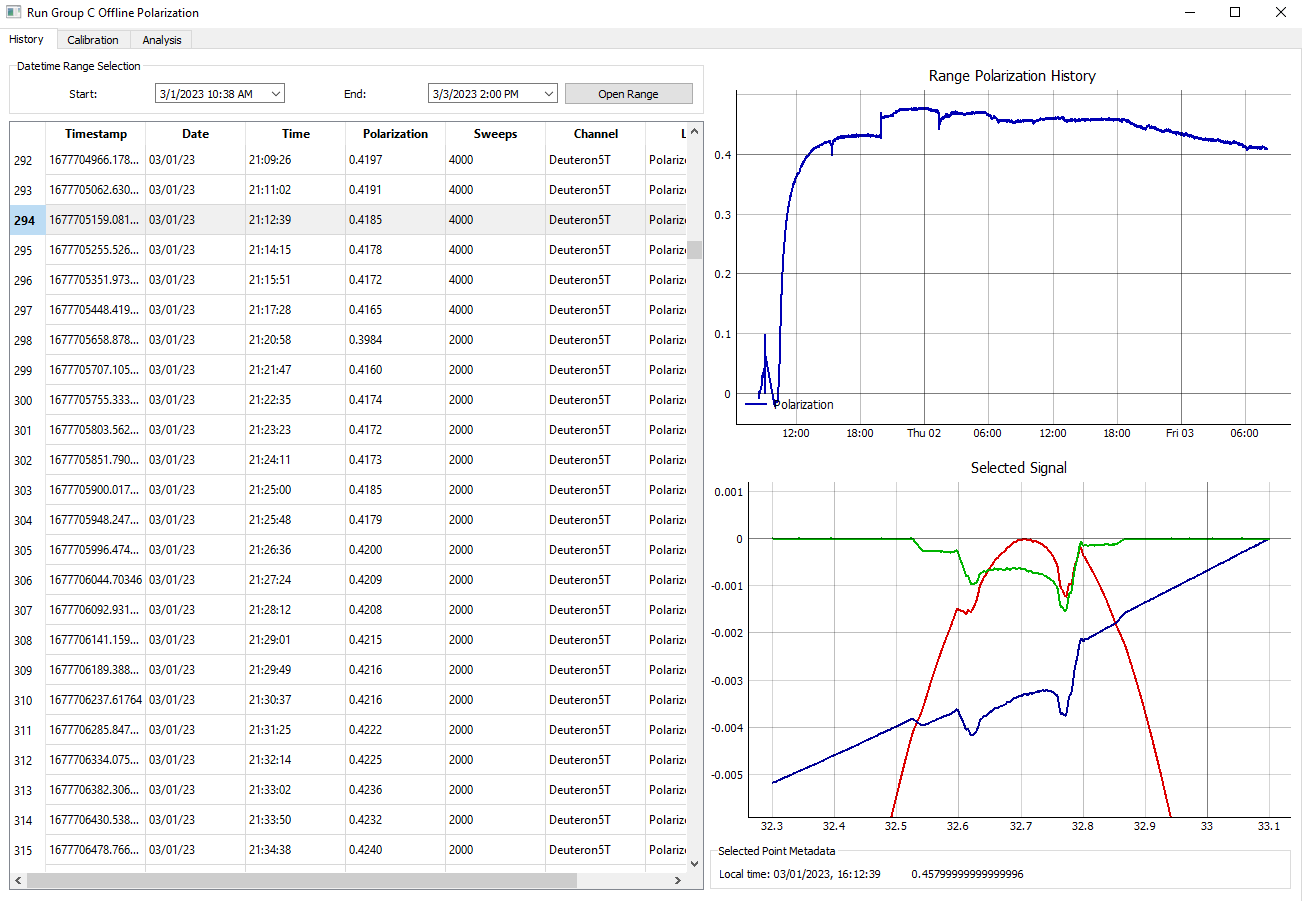 Run Group C Offline Polarization
History Calibration Analysis
Datetime Range Selection
Start: 3/1/2023 10:38 AM End: 3/3/2023 2:00 PM Open Range
Timestamp Date Time Polarization Sweeps Channel L
292 1677704966.178... 03/01/23 21:09:26 0.4197 4000 Deuteron5T Polariz
293 1677705062.630... 03/01/23 21:11:02 0.4191 4000 Deuteron5T Polariz
294 1677705159.081... 03/01/23 21:12:39 0.4185 4000 Deuteron5T Polariz
295 1677705255.526... 03/01/23 21:14:15 0.4178 4000 Deuteron5T Polariz
296 1677705351.973... 03/01/23 21:15:51 0.4172 4000 Deuteron5T Polariz
297 1677705448.419... 03/01/23 21:17:28 0.4165 4000 Deuteron5T Polariz
298 1677705658.878... 03/01/23 21:20:58 0.3984 2000 Deuteron5T Polariz
299 1677705707.105... 03/01/23 21:21:47 0.4160 2000 Deuteron5T Polariz
300 1677705755.333... 03/01/23 21:22:35 0.4174 2000 Deuteron5T Polariz
301 1677705803.562... 03/01/23 21:23:23 0.4172 2000 Deuteron5T Polariz
302 1677705851.790... 03/01/23 21:24:11 0.4173 2000 Deuteron5T Polariz
303 1677705900.017... 03/01/23 21:25:00 0.4185 2000 Deuteron5T Polariz
304 1677705948.247... 03/01/23 21:25:48 0.4179 2000 Deuteron5T Polariz
305 1677705996.474... 03/01/23 21:26:36 0.4200 2000 Deuteron5T Polariz
306 1677706044.70346 03/01/23 21:27:24 0.4209 2000 Deuteron5T Polariz
307 1677706092.931... 03/01/23 21:28:12 0.4208 2000 Deuteron5T Polariz
308 1677706141.159... 03/01/23 21:29:01 0.4215 2000 Deuteron5T Polariz
309 1677706189.388... 03/01/23 21:29:49 0.4216 2000 Deuteron5T Polariz
310 1677706237.61764 03/01/23 21:30:37 0.4216 2000 Deuteron5T Polariz
311 1677706285.847... 03/01/23 21:31:25 0.4222 2000 Deuteron5T Polariz
312 1677706334.075... 03/01/23 21:32:14 0.4225 2000 Deuteron5T Polariz
313 1677706382.306... 03/01/23 21:33:02 0.4236 2000 Deuteron5T Polariz
314 1677706430.538... 03/01/23 21:33:50 0.4232 2000 Deuteron5T Polariz
315 1677706478.766... 03/01/23 21:34:38 0.4240 2000 Deuteron5T Polariz
Range Polarization History
0.4
0.3
0.2
0.1
0
Polarization
12:00 18:00 Thu 02 06:00 12:00 18:00 Fri 03 06:00
Selected Signal
0.001
0
-0.001
-0.002
-0.003
-0.004
-0.005
32.3 32.4 32.5 32.6 32.7 32.8 32.9 33 33.1
Selected Point Metadata
Local time: 03/01/2023, 16:12:39 0.45799999999999996